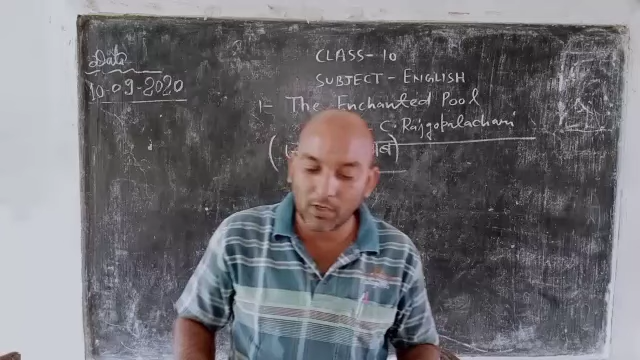 Date
10-09-2020
CLASS-10
SUBJECT-ENGLISH
1- The Enchanted Pool
C. Rajgopalachari